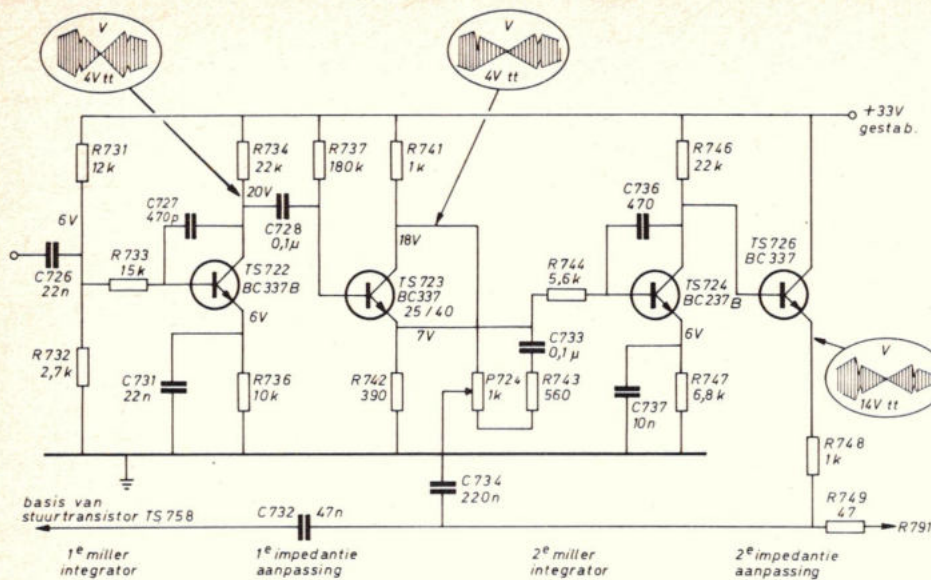 V
4V tt
V
4V tt
+33V
gestab.
R731
12k
R734
22k
R737
180k
R741
1k
R746
22k
20V
C727
470p
6V
C728
0,1µ
18V
C736
470
C726
22n
R733
15k
TS722
BC337B
TS723
BC337
25/40
R744
5,6k
TS724
BC237B
TS726
BC337
6V
7V
C733
0,1µ
6V
V
14V tt
R732
2,7k
C731
22n
R736
10k
R742
390
P724
1k
R743
560
C737
10n
R747
6,8k
R748
1k
C734
220n
basis van
stuurtransistor TS758
C732
47n
R749
47
R791
1e miller
integrator
1e impedantie
aanpassing
2e miller
integrator
2e impedantie
aanpassing